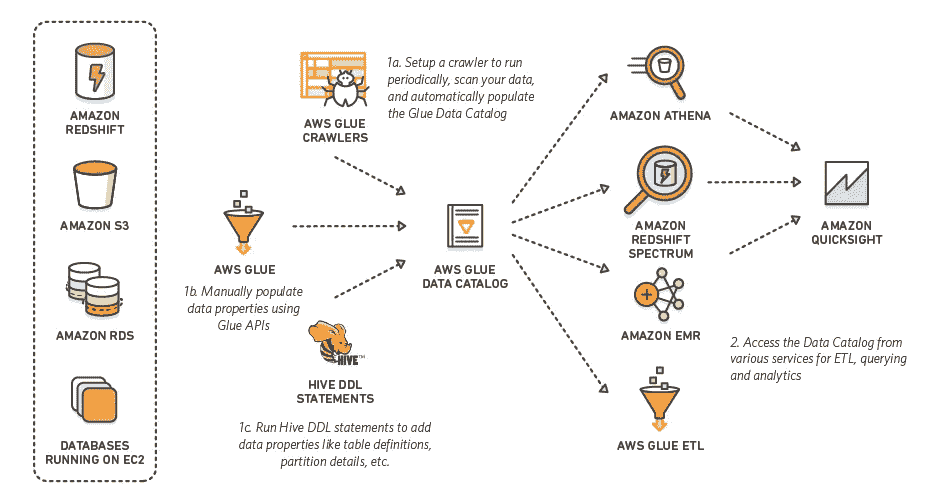 AMAZON
REDSHIFT
AMAZON S3
AMAZON RDS
DATABASES
RUNNING ON EC2
AWS GLUE
CRAWLERS
1a. Setup a crawler to run
periodically, scan your data,
and automatically populate
the Glue Data Catalog
AWS GLUE
1b. Manually populate
data properties using
Glue APIs
HIVE™
HIVE DDL
STATEMENTS
1c. Run Hive DDL statements to add
data properties like table definitions,
partition details, etc.
AWS GLUE
DATA CATALOG
AMAZON ATHENA
AMAZON
REDSHIFT
SPECTRUM
AMAZON EMR
AWS GLUE ETL
AMAZON
QUICKSIGHT
2. Access the Data Catalog from
various services for ETL, querying
and analytics